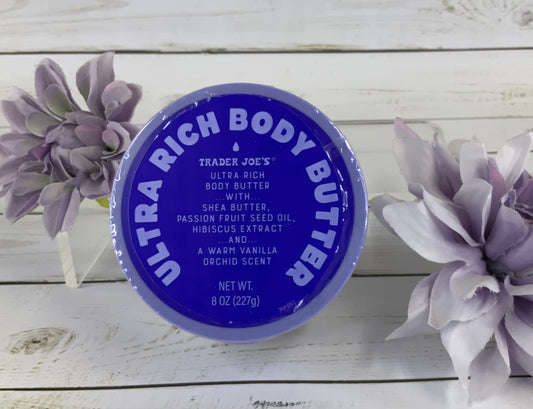 ULTRA RICH BODY BUTTER
TRADER JOE'S®
ULTRA RICH
BODY BUTTER
...WITH...
SHEA BUTTER,
PASSION FRUIT SEED OIL,
HIBISCUS EXTRACT
...AND...
A WARM VANILLA
ORCHID SCENT
NET WT.
8 OZ (227g)